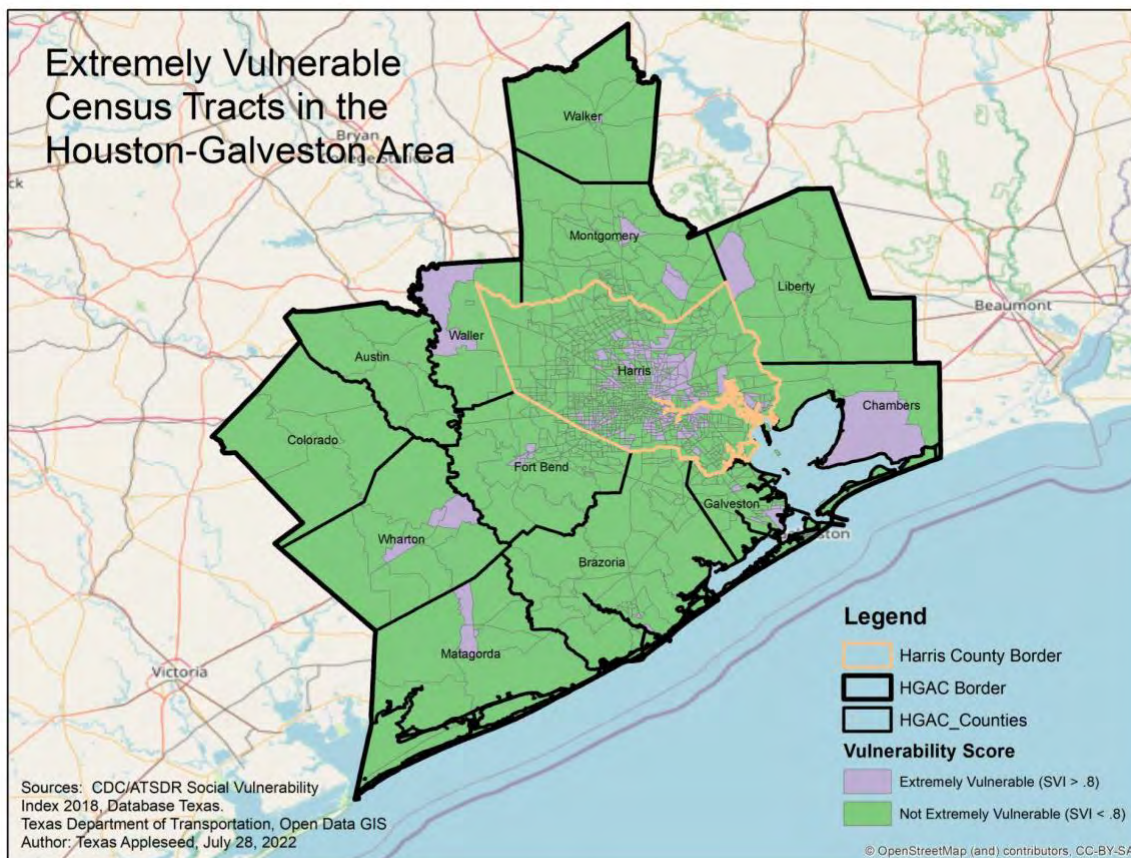 Extremely Vulnerable
Census Tracts in the
Houston-Galveston Area
Bryan
College Station
Walker
Montgomery
Liberty
Beaumont
Waller
Austin
Harris
Chambers
Colorado
Fort Bend
Galveston
Wharton
Brazoria
Matagorda
Victoria
Legend
Harris County Border
HGAC Border
HGAC_Counties
Vulnerability Score
Extremely Vulnerable (SVI > .8)
Not Extremely Vulnerable (SVI < .8)
Sources: CDC/ATSDR Social Vulnerability
Index 2018, Database Texas.
Texas Department of Transportation, Open Data GIS
Author: Texas Appleseed, July 28, 2022
© OpenStreetMap (and) contributors, CC-BY-SA